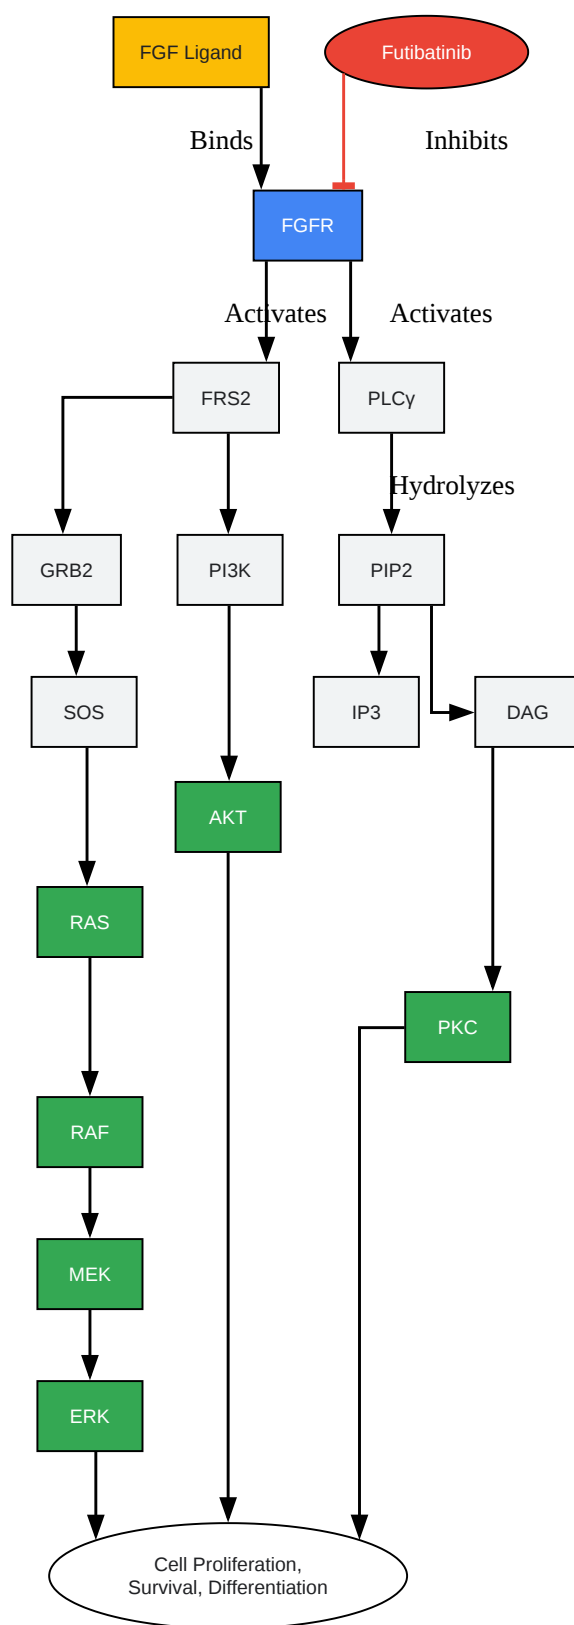 FGF Ligand
Futibatinib
Binds
Inhibits
FGFR
Activates
Activates
FRS2
PLCγ
Hydrolyzes
GRB2
PI3K
PIP2
SOS
IP3
DAG
AKT
RAS
PKC
RAF
MEK
ERK
Cell Proliferation,
Survival, Differentiation